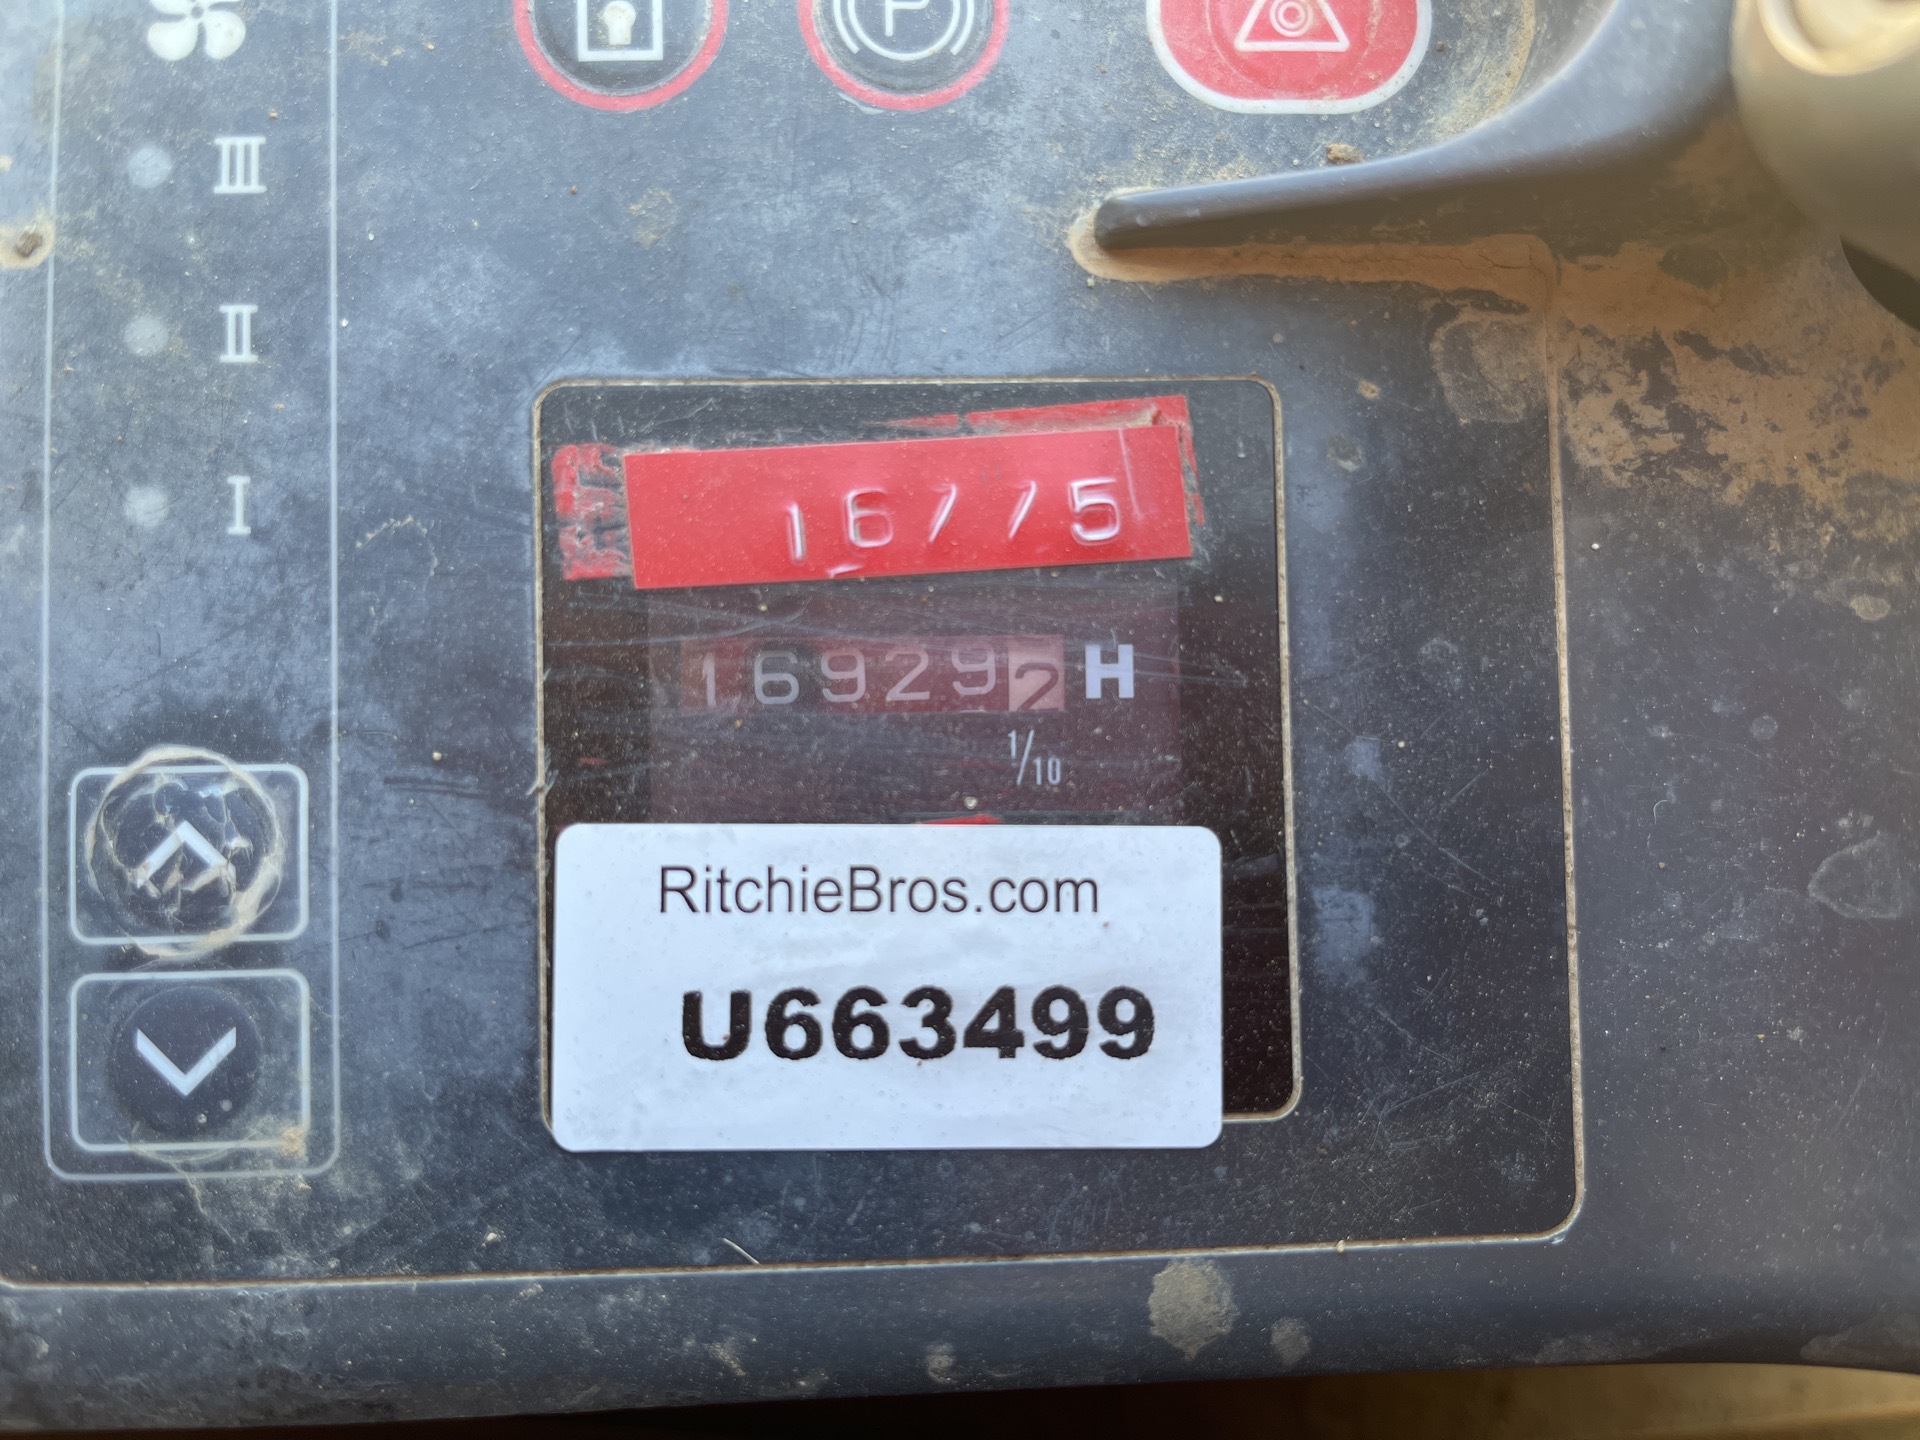 P
III
II
I
16775
169292 H
1/10
RitchieBros.com
U663499